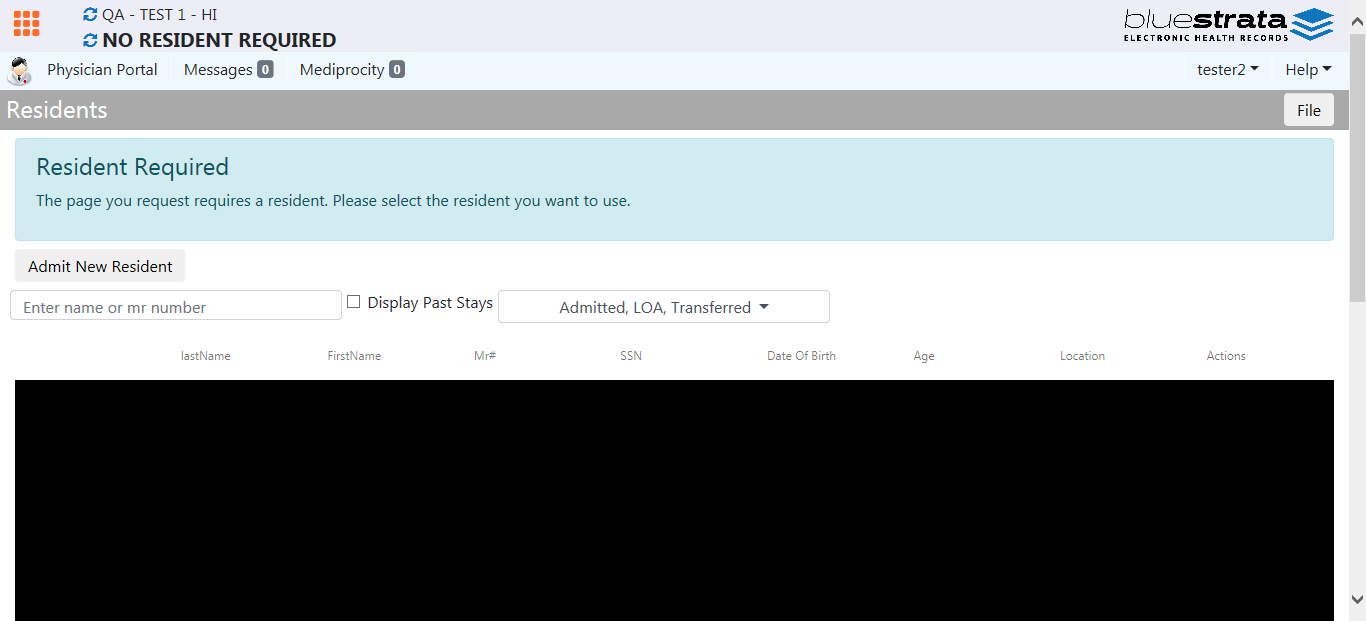 QA - TEST 1 - HI
NO RESIDENT REQUIRED
bluestrata
ELECTRONIC HEALTH RECORDS
Physician Portal Messages 0 Mediprocity 0 tester2 Help
Residents File
Resident Required
The page you request requires a resident. Please select the resident you want to use.
Admit New Resident
Enter name or mr number Display Past Stays Admitted, LOA, Transferred
lastName FirstName Mr# SSN Date Of Birth Age Location Actions